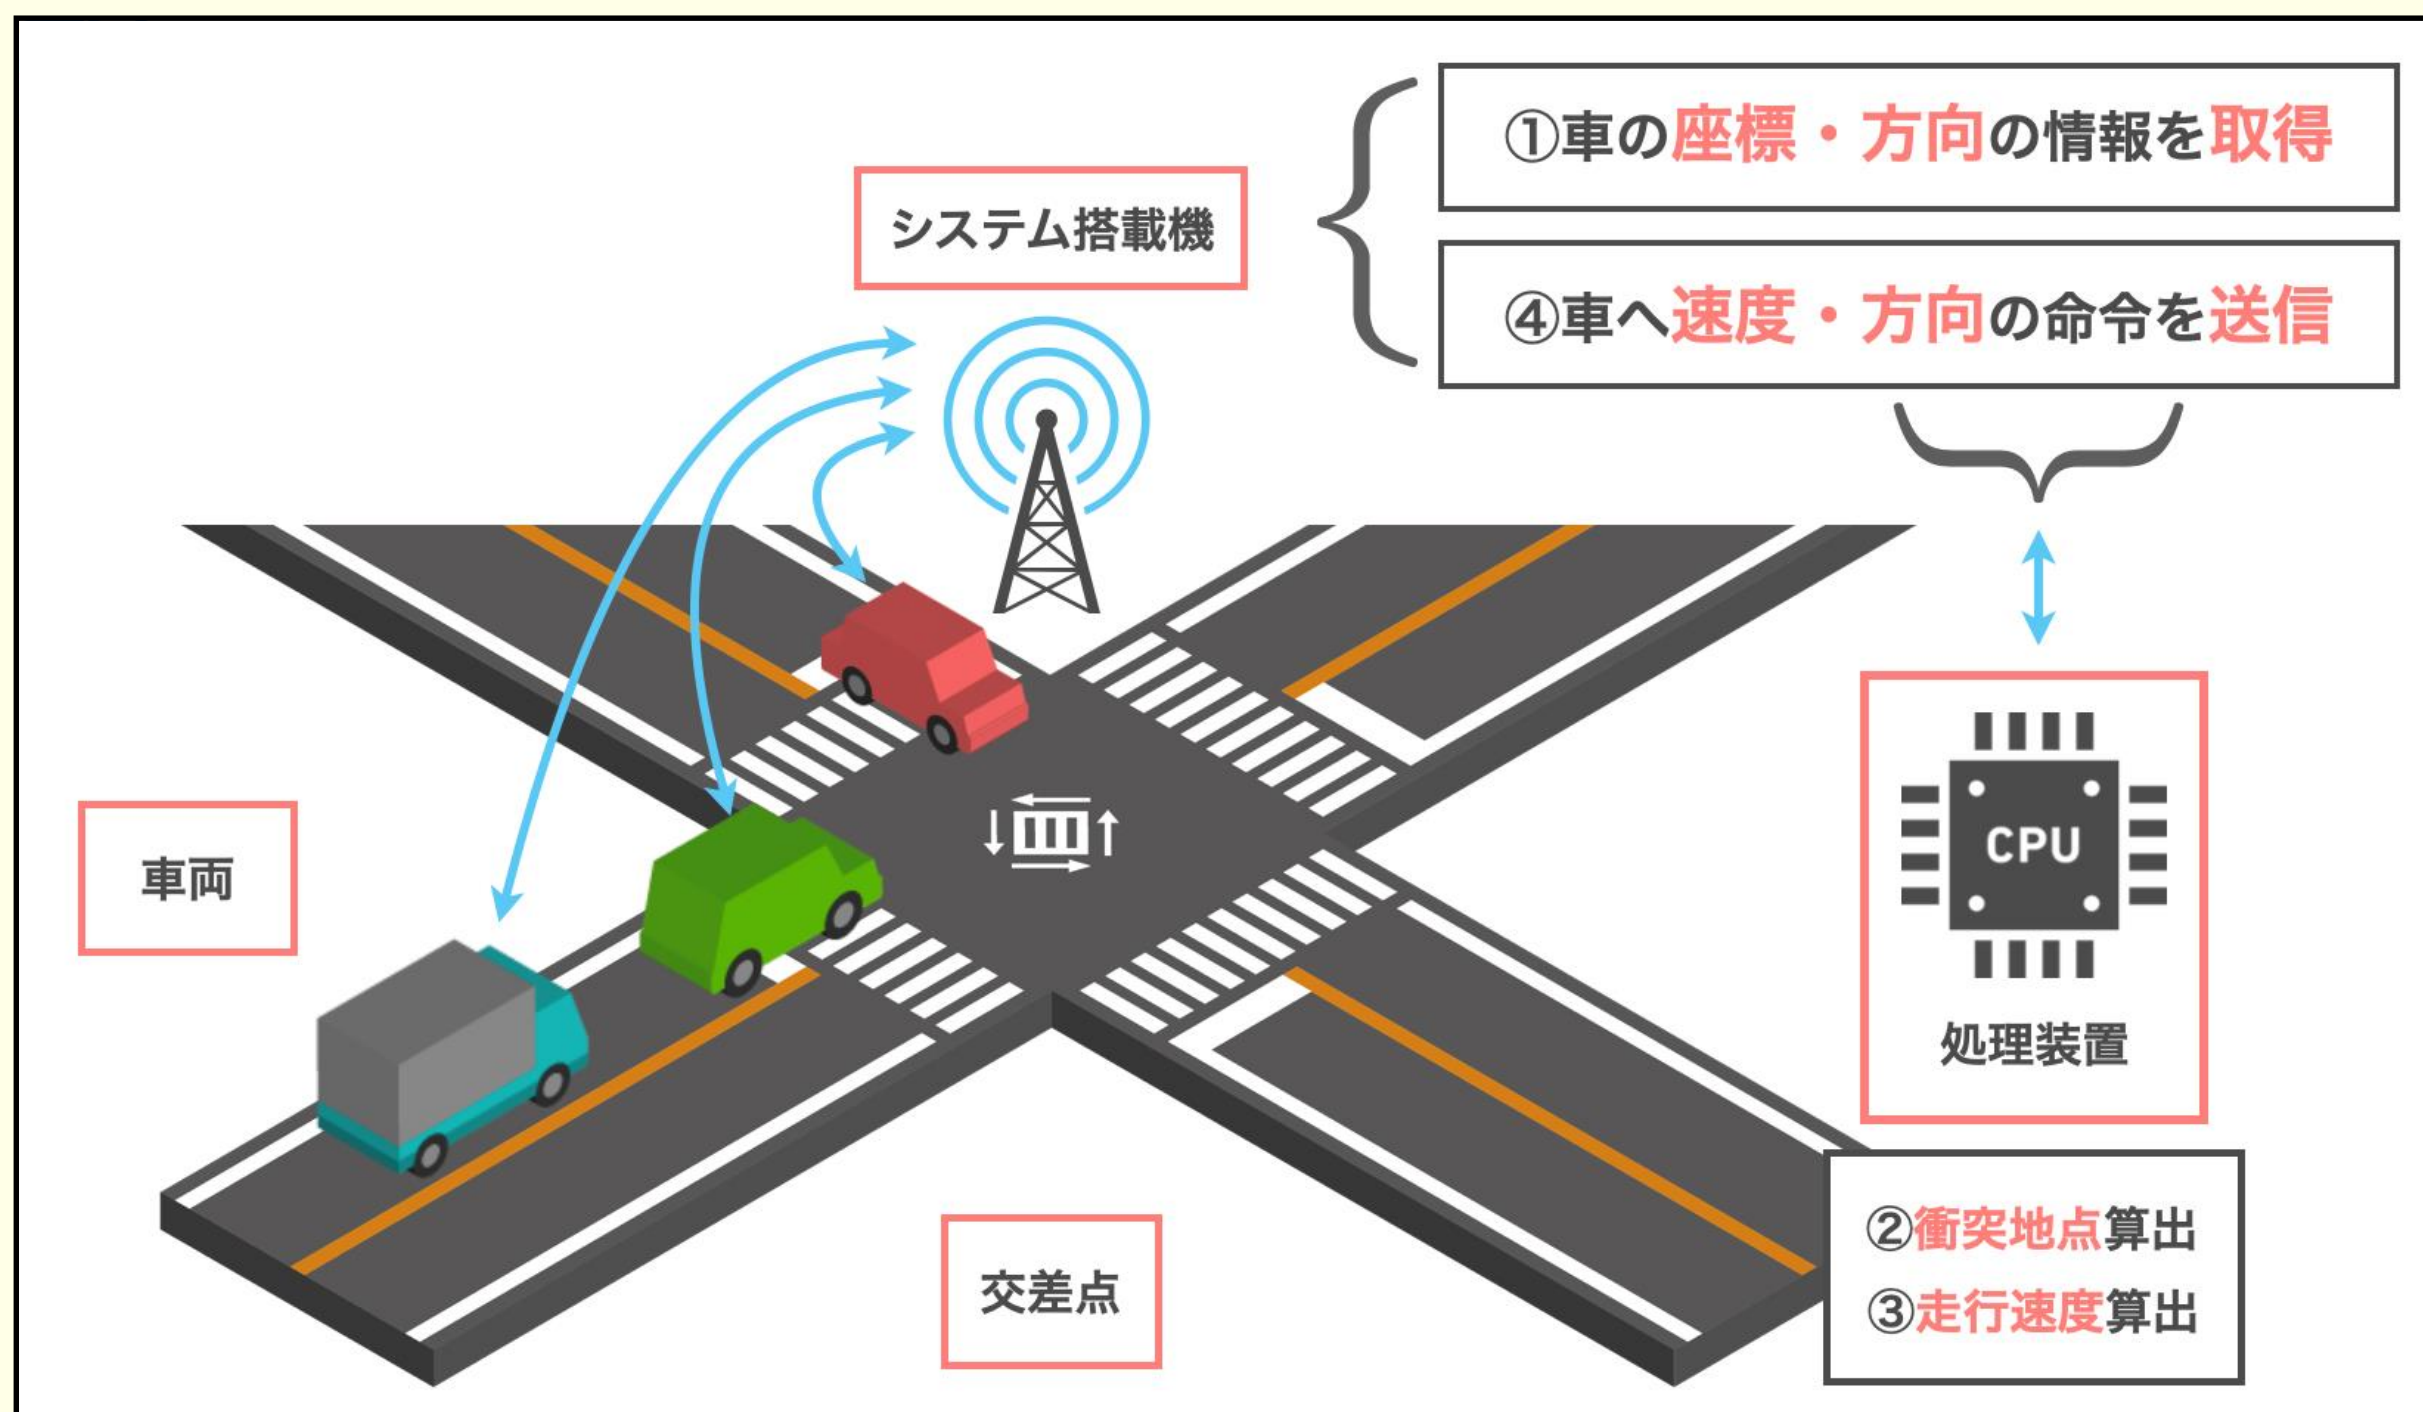 ①車の座標・方向の情報を取得
システム搭載機
④車へ速度・方向の命令を送信
車両
CPU
処理装置
交差点
②衝突地点算出
③走行速度算出